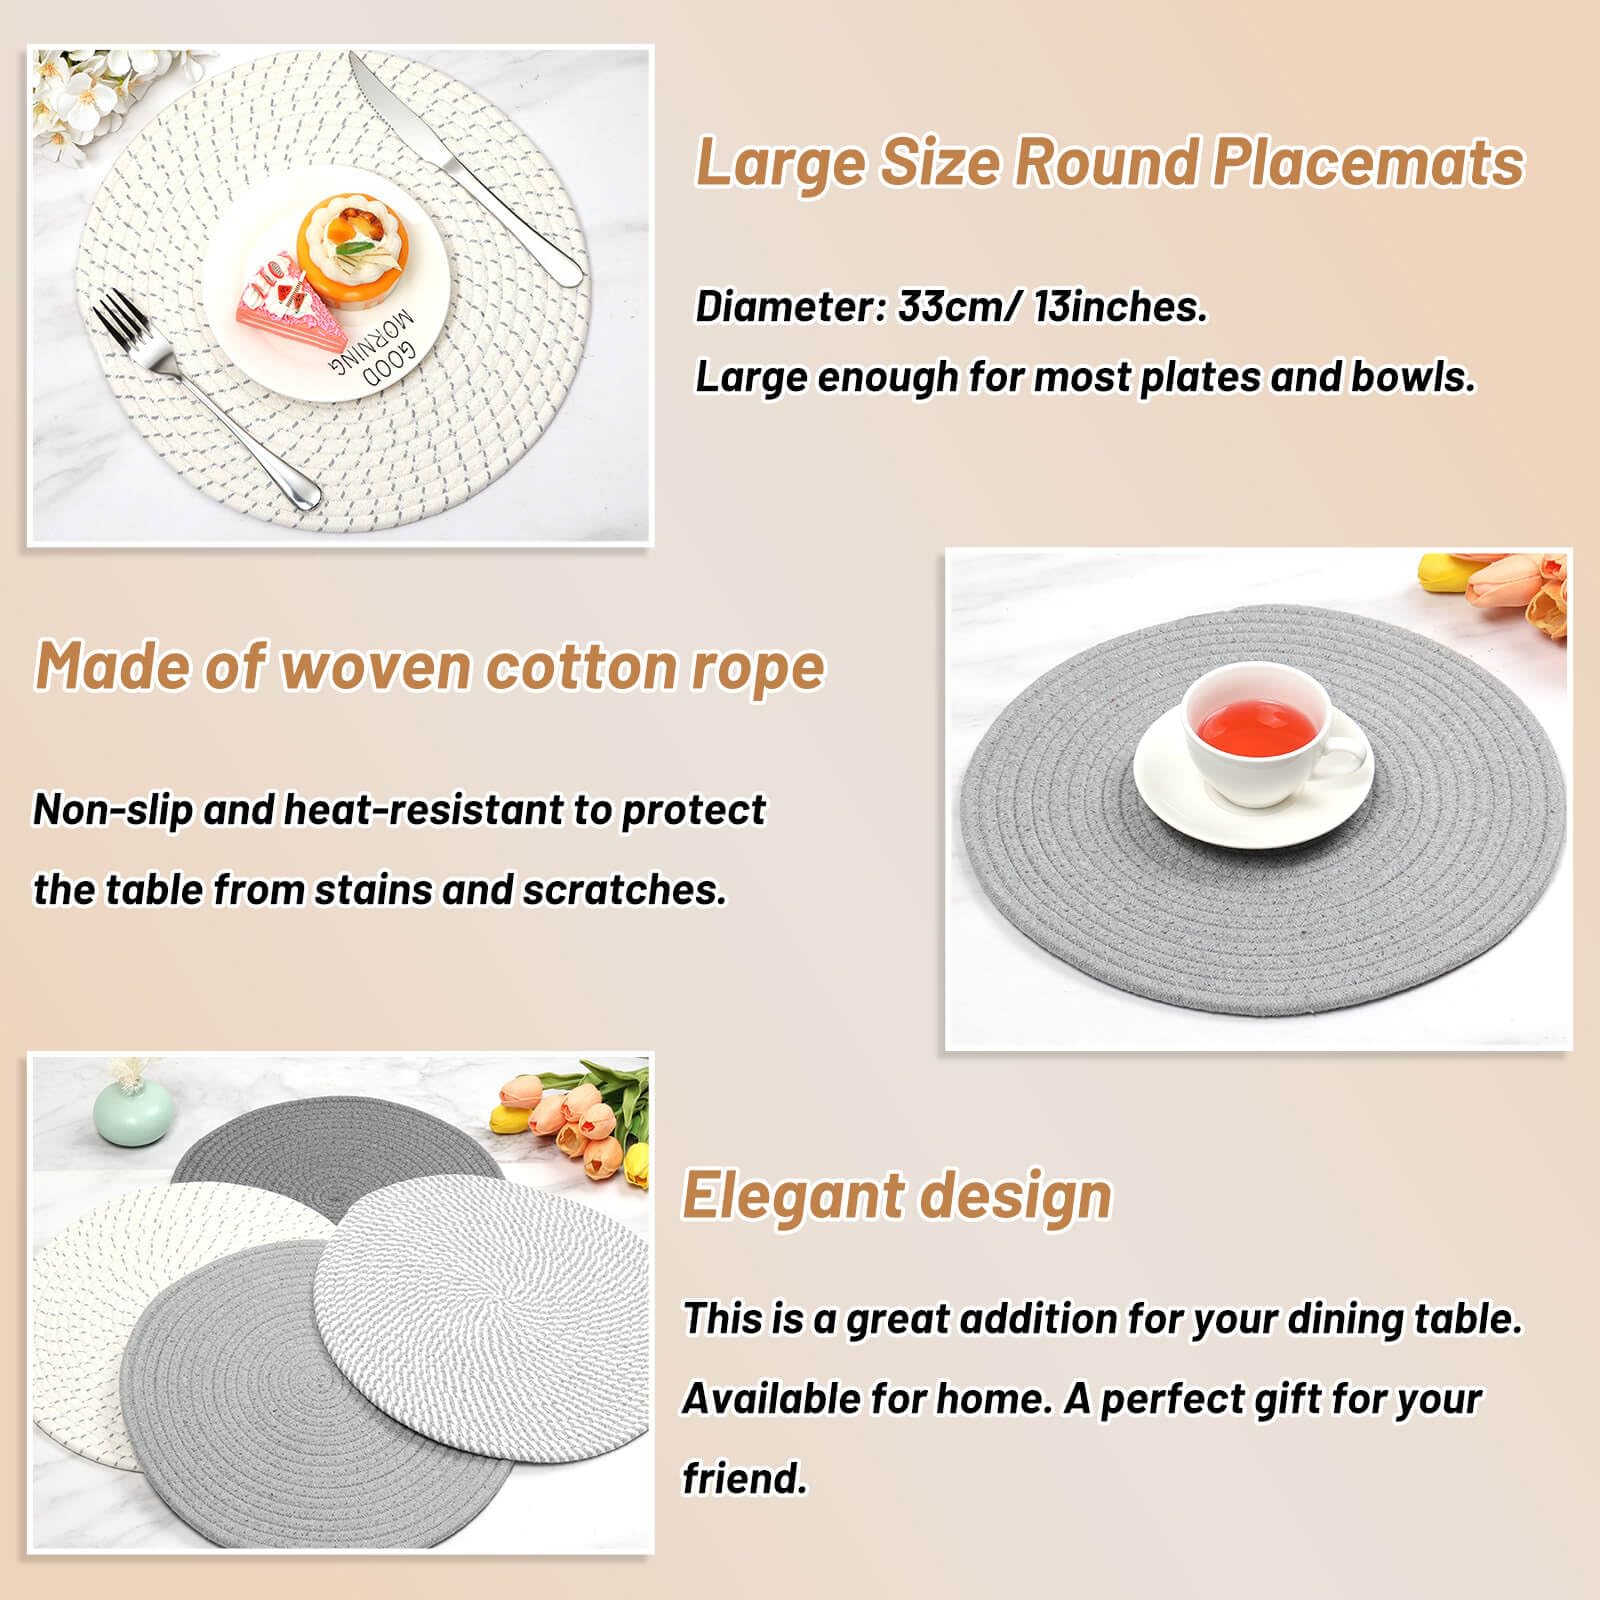 Large Size Round Placemats
Diameter: 33cm/ 13inches.
Large enough for most plates and bowls.
GOOD
MORNING
Made of woven cotton rope
Non-slip and heat-resistant to protect
the table from stains and scratches.
Elegant design
This is a great addition for your dining table.
Available for home. A perfect gift for your
friend.